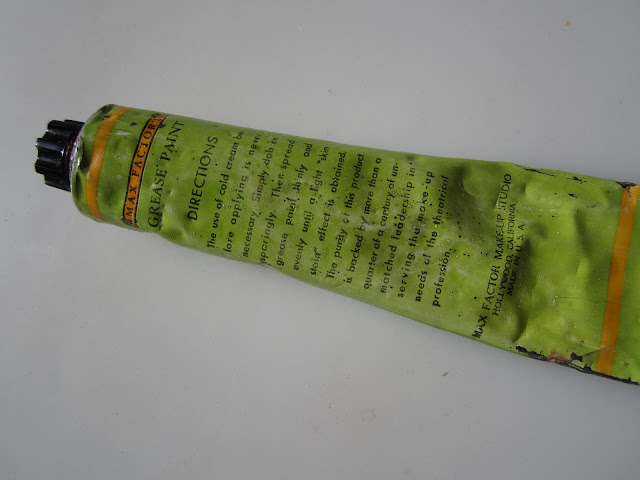 MAX FACTOR'S
GREASE PAINT
DIRECTIONS
The use of cold cream be-
fore applying is never
necessary. Simply dab it
sparingly. Then spread
grease paint thinly and
evenly until a light "skin
stain" effect is obtained.
The purity of this product
is backed by more than a
quarter of a century of un-
matched leadership in
serving the make-up
needs of the theatrical
profession.
MAX FACTOR MAKE-UP STUDIO
HOLLYWOOD, CALIFORNIA
MADE IN U.S.A.